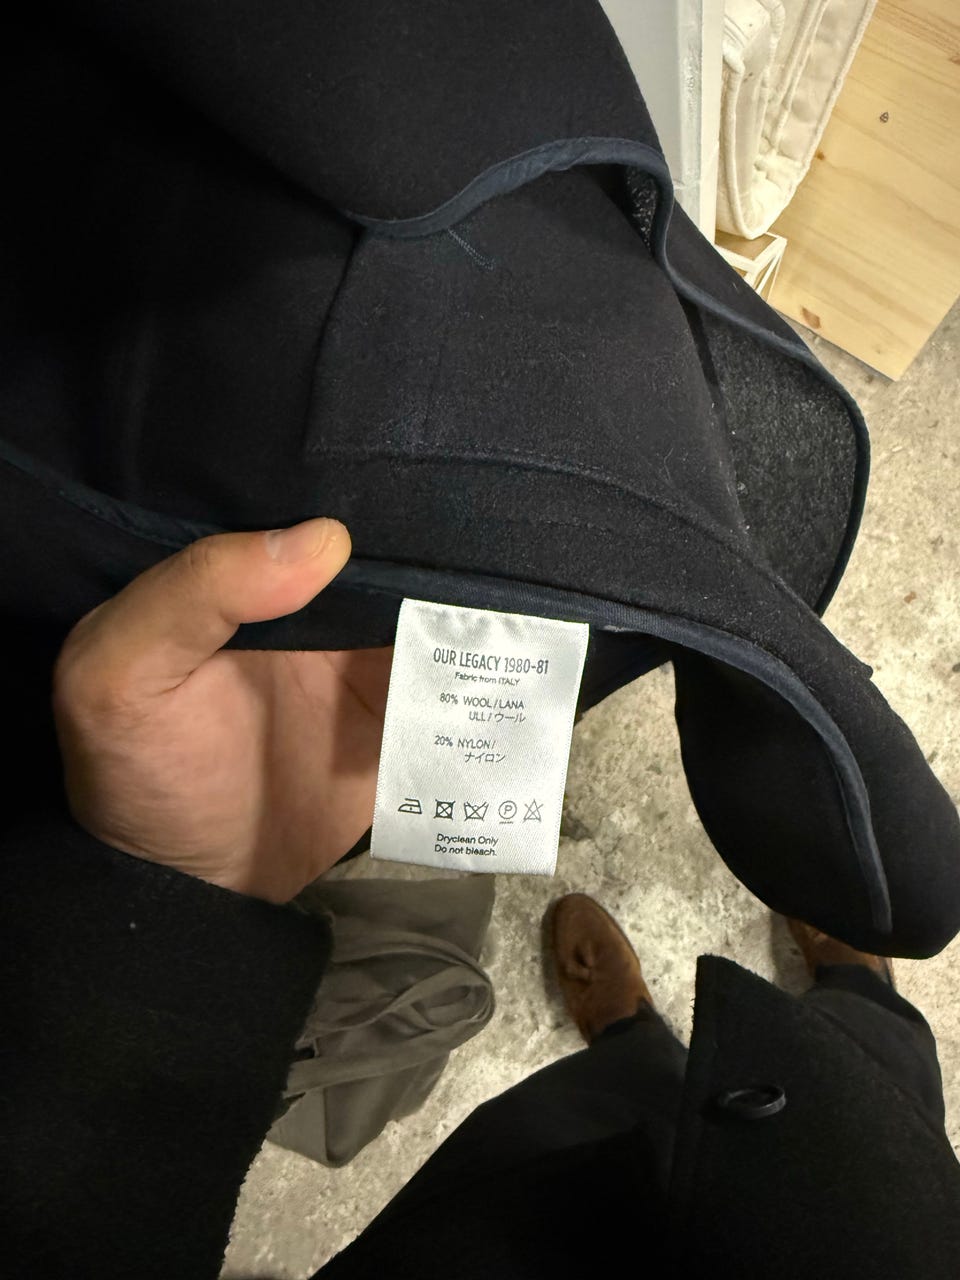 OUR LEGACY 1980-81
Fabric from ITALY
80% WOOL/LANA
ULL/ウール
20% NYLON/
ナイロン
P
Dryclean Only
Do not bleach.